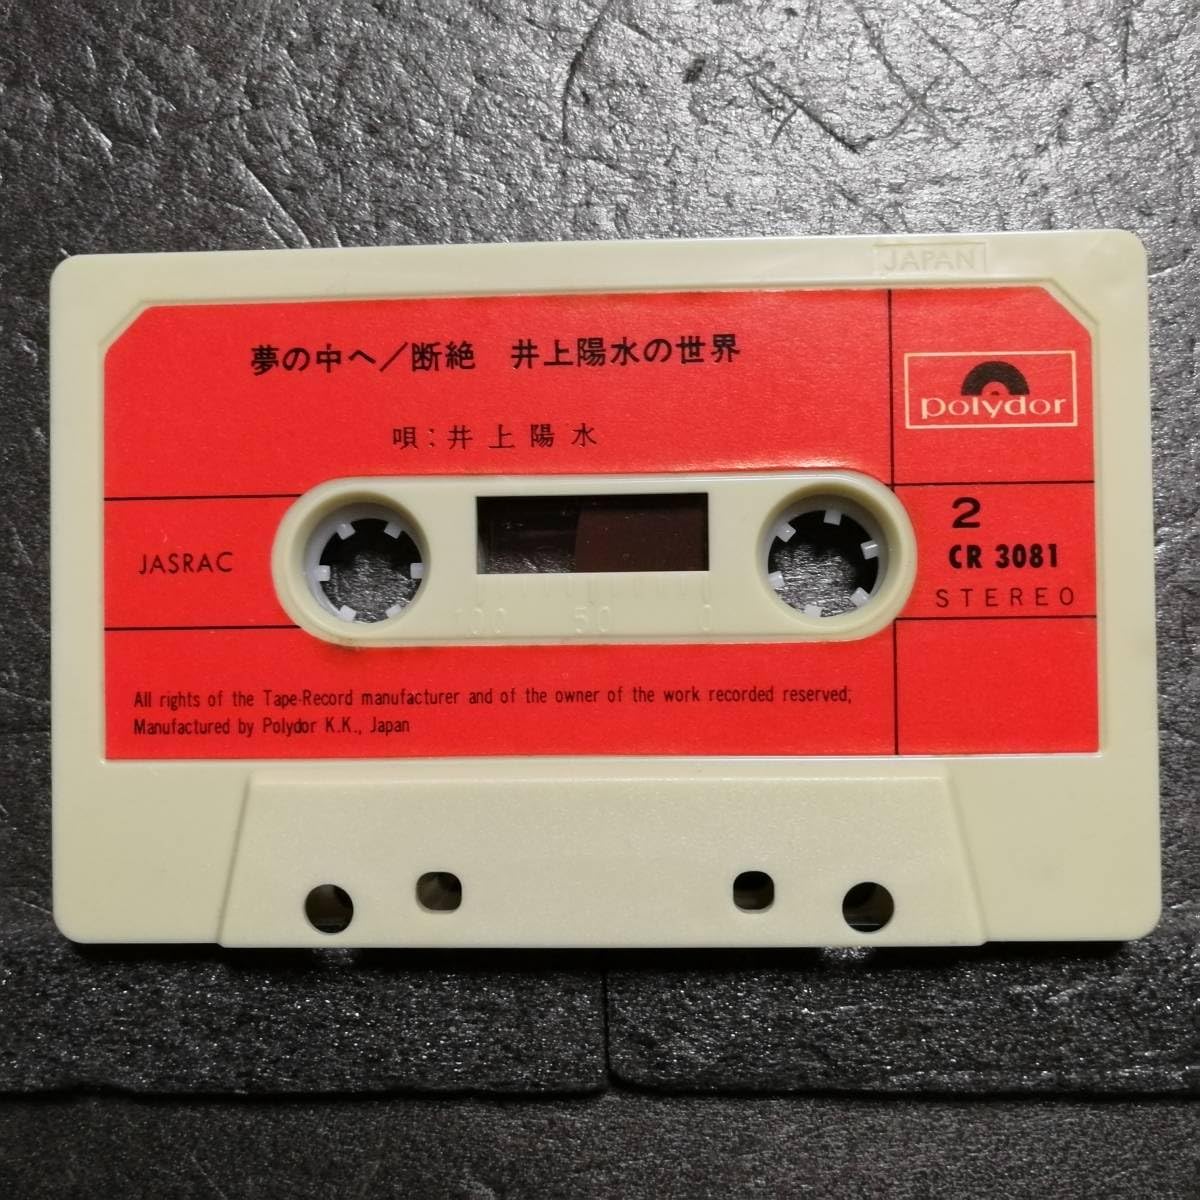 JAPAN
夢の中へ/断絶 井上陽水の世界
唄:井上陽水
polydor
JASRAC
2
CR 3081
STEREO
100 50 0
All rights of the Tape-Record manufacturer and of the owner of the work recorded reserved;
Manufactured by Polydor K.K., Japan